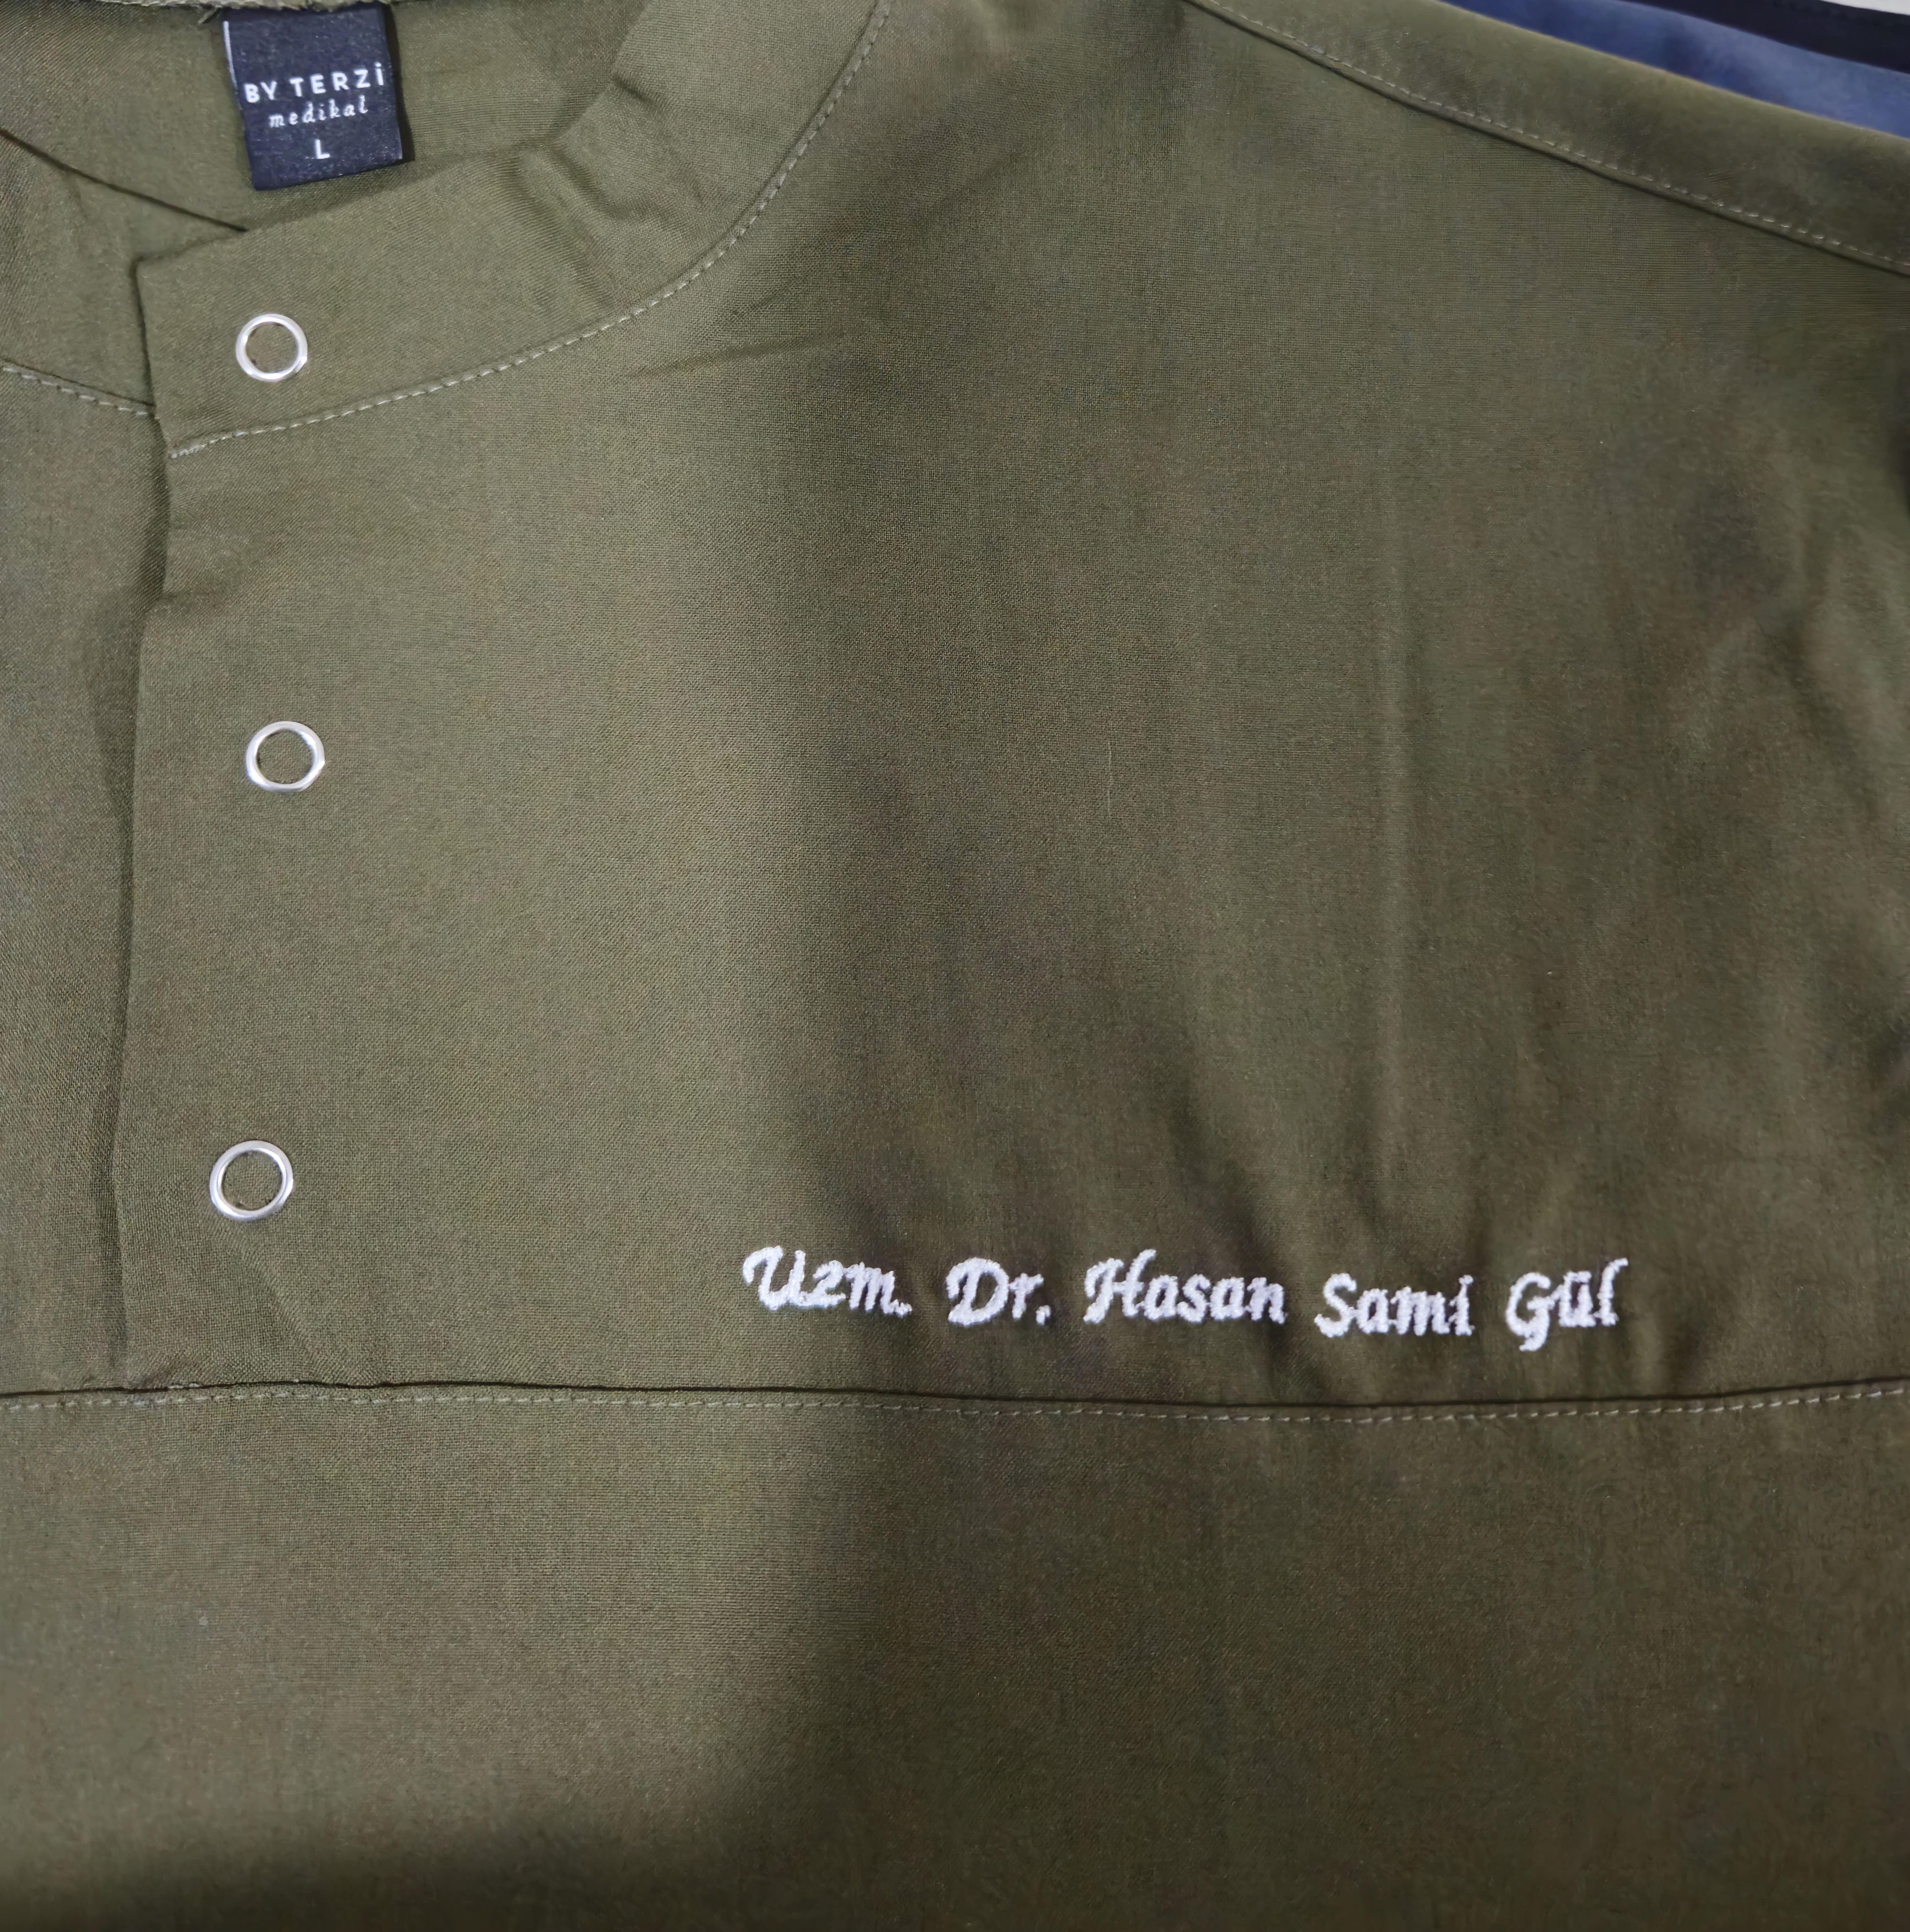 BY TERZİ
medikal
L
Uzm. Dr. Hasan Sami Gül